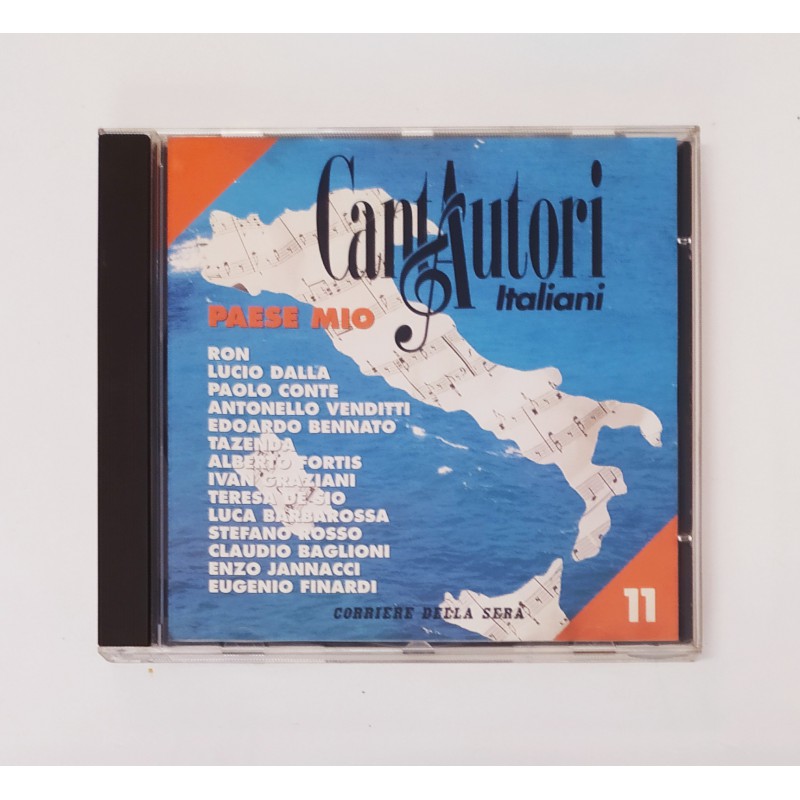 CantAutori
Italiani
PAESE MIO
RON
LUCIO DALLA
PAOLO CONTE
ANTONELLO VENDITTI
EDOARDO BENNATO
TAZENDA
ALBERTO FORTIS
IVAN GRAZIANI
TERESA DE SIO
LUCA BARBAROSSA
STEFANO ROSSO
CLAUDIO BAGLIONI
ENZO JANNACCI
EUGENIO FINARDI
CORRIERE DELLA SERA
11